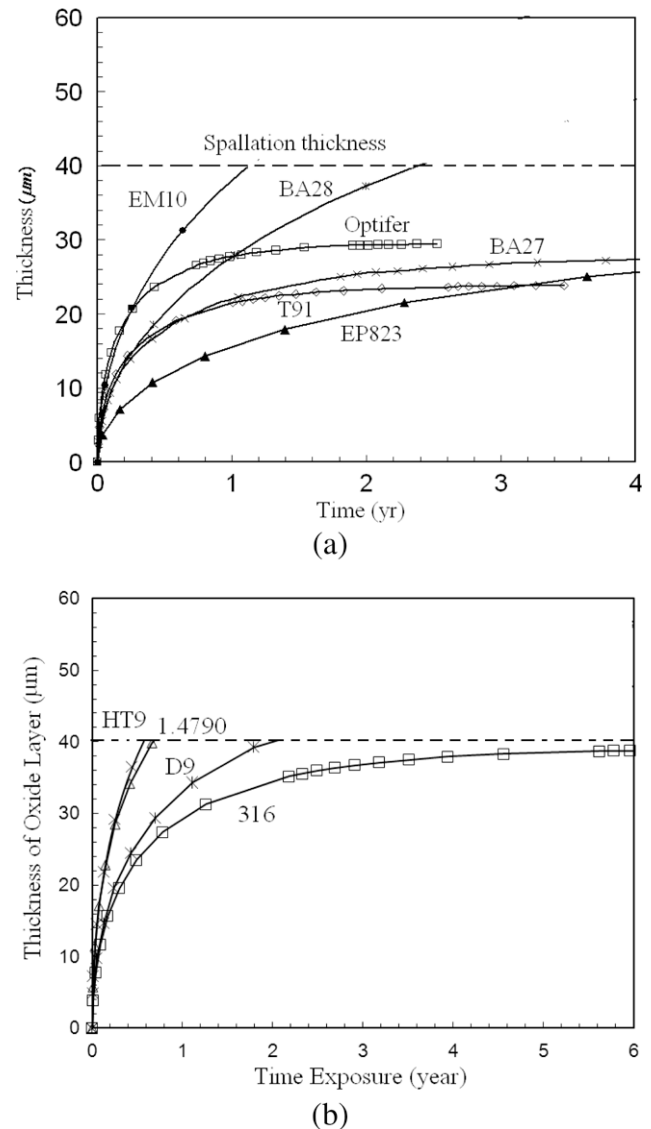 60
50
Spallation thickness
40
EM10
BA28
Optifer
30
BA27
Thickness (μm)
20
T91
EP823
10
0
0 1 2 3 4
Time (yr)
(a)
60
50
HT9
1.4790
40
D9
316
30
Thickness of Oxide Layer (μm)
20
10
0
0 1 2 3 4 5 6
Time Exposure (year)
(b)